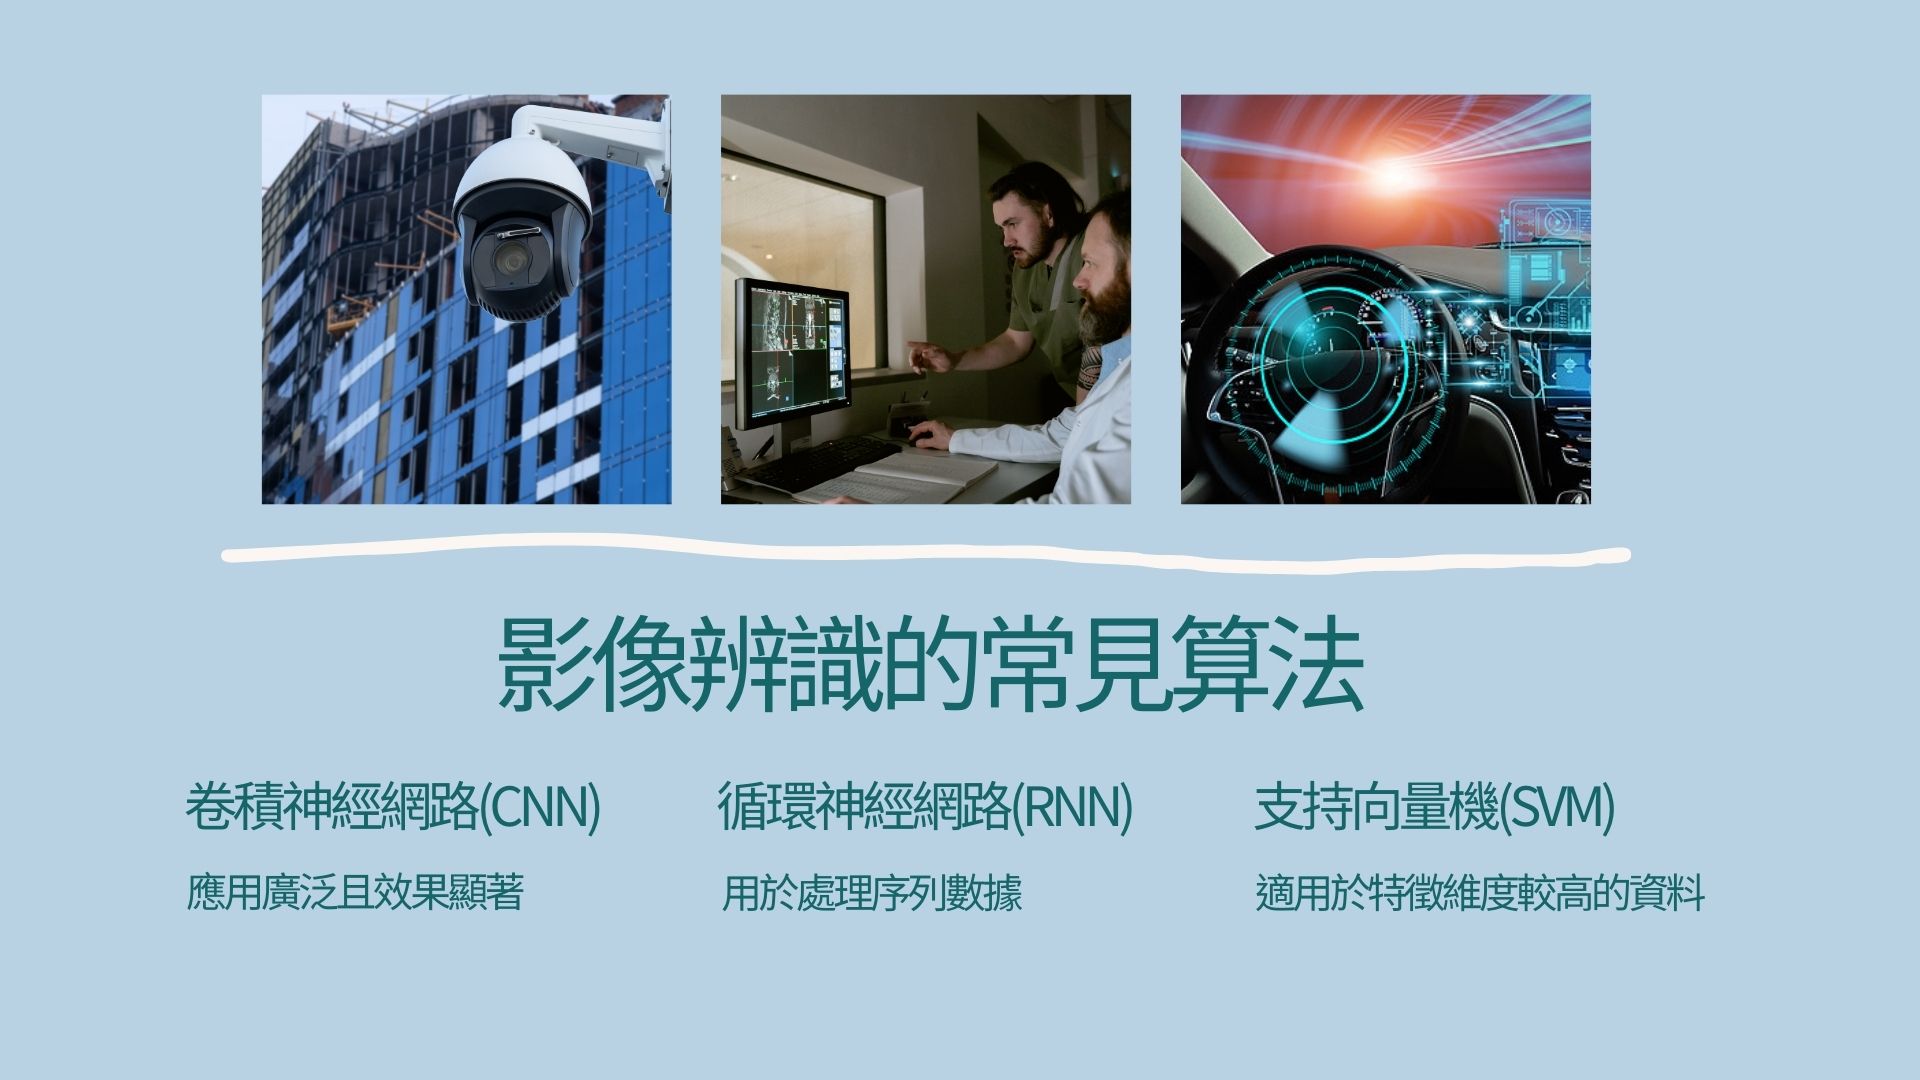 影像辨識的常見算法
卷積神經網路(CNN)
應用廣泛且效果顯著
循環神經網路(RNN)
用於處理序列數據
支持向量機(SVM)
適用於特徵維度較高的資料